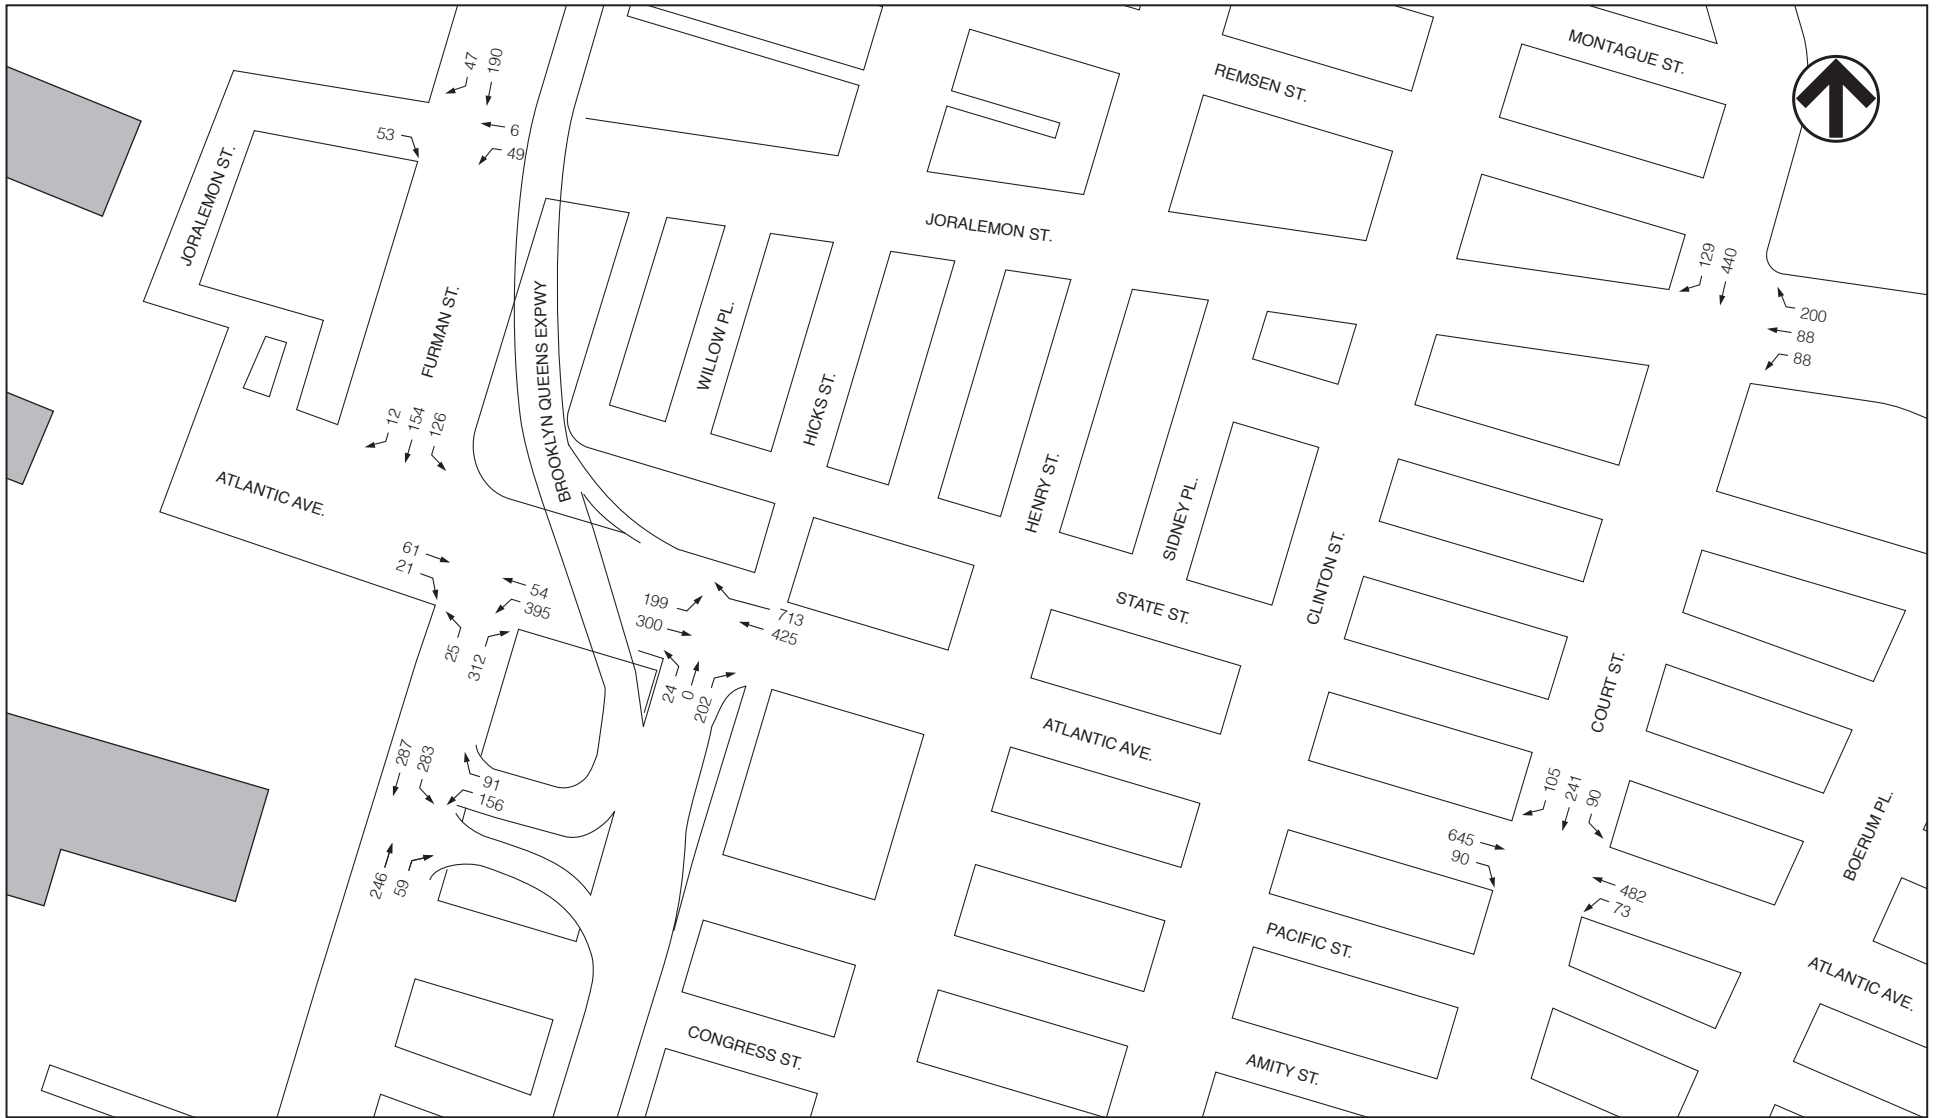 MONTAGUE ST.
REMSEN ST.
47
190
53
6
49
JORALEMON ST.
JORALEMON ST.
129
440
200
88
88
FURMAN ST.
BROOKLYN QUEENS EXPWY
WILLOW PL.
HICKS ST.
12
154
126
ATLANTIC AVE.
HENRY ST.
SIDNEY PL.
CLINTON ST.
61
21
54
395
199
300
713
425
STATE ST.
25
312
24
0
202
COURT ST.
ATLANTIC AVE.
287
283
91
156
105
241
90
645
90
BOERUM PL.
246
59
482
73
PACIFIC ST.
ATLANTIC AVE.
CONGRESS ST.
AMITY ST.